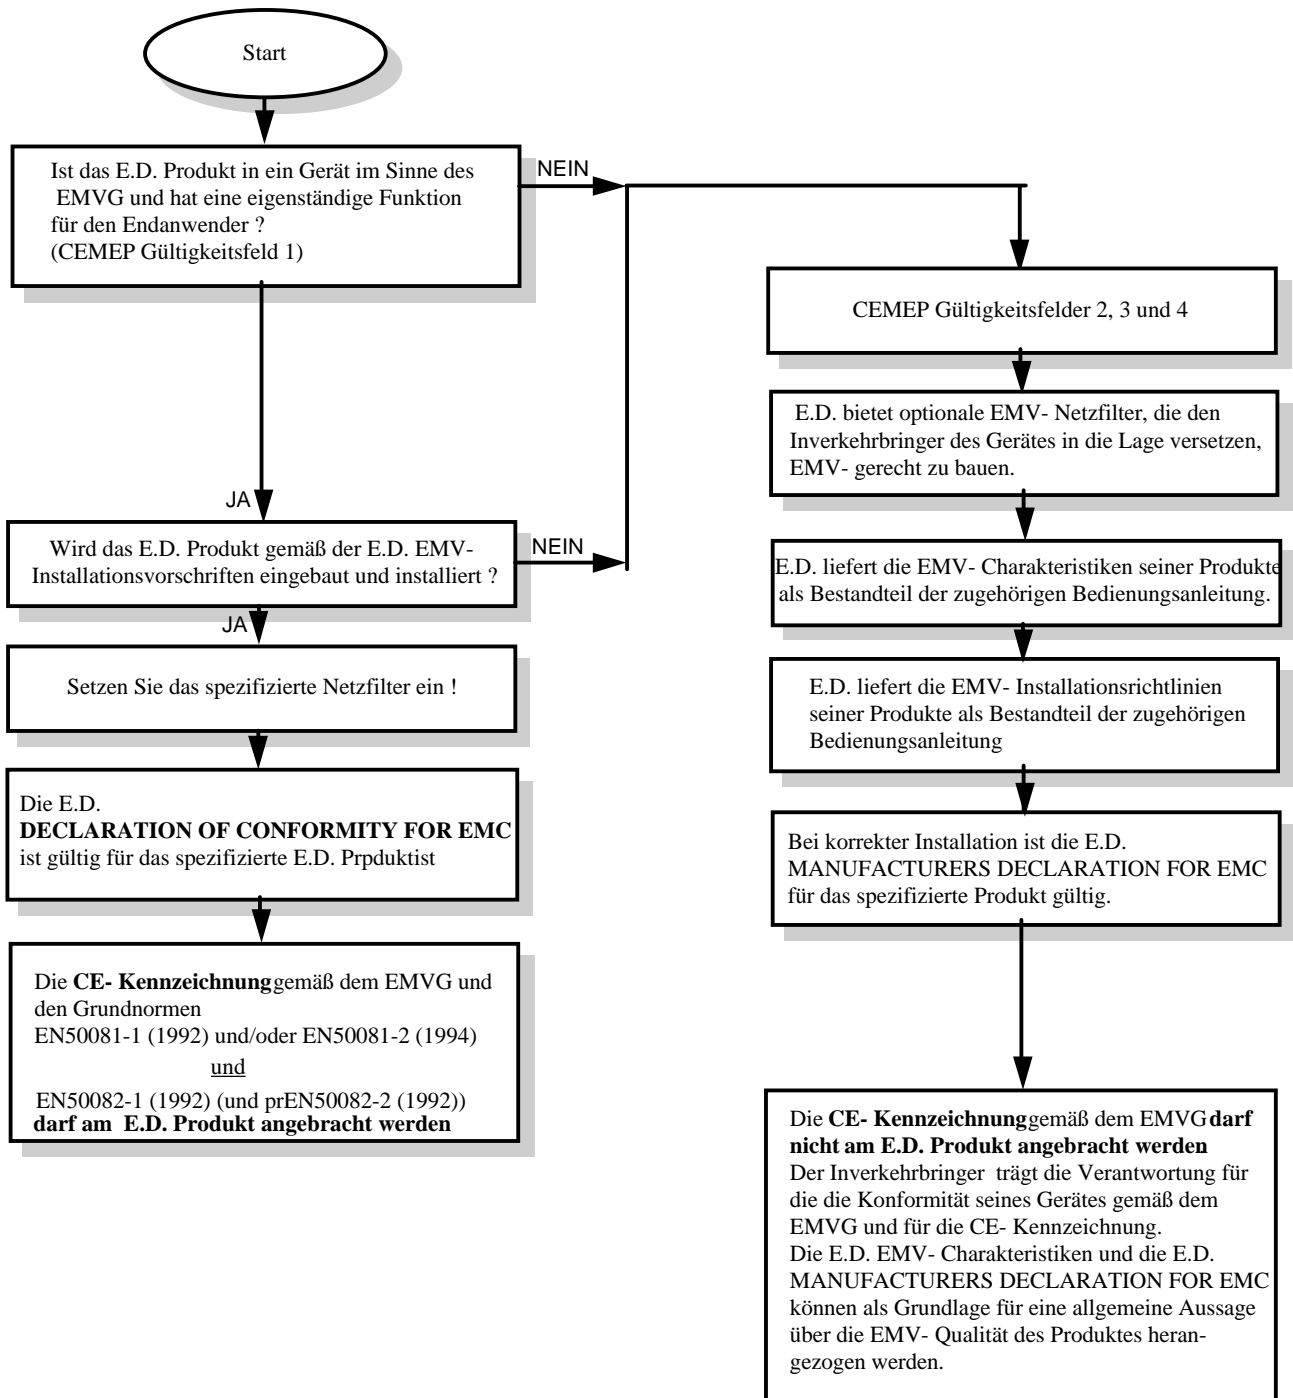 Start
Ist das E.D. Produkt in ein Gerät im Sinne des
EMVG und hat eine eigenständige Funktion
für den Endanwender ?
(CEMEP Gültigkeitsfeld 1)
NEIN
JA
Wird das E.D. Produkt gemäß der E.D. EMV-
Installationsvorschriften eingebaut und installiert ?
NEIN
JA
Setzen Sie das spezifizierte Netzfilter ein !
Die E.D.
DECLARATION OF CONFORMITY FOR EMC
ist gültig für das spezifizierte E.D. Prpduktist
Die CE- Kennzeichnung gemäß dem EMVG und
den Grundnormen
EN50081-1 (1992) und/oder EN50081-2 (1994)
und
EN50082-1 (1992) (und prEN50082-2 (1992))
darf am E.D. Produkt angebracht werden
CEMEP Gültigkeitsfelder 2, 3 und 4
E.D. bietet optionale EMV- Netzfilter, die den
Inverkehrbringer des Gerätes in die Lage versetzen,
EMV- gerecht zu bauen.
E.D. liefert die EMV- Charakteristiken seiner Produkte
als Bestandteil der zugehörigen Bedienungsanleitung.
E.D. liefert die EMV- Installationsrichtlinien
seiner Produkte als Bestandteil der zugehörigen
Bedienungsanleitung
Bei korrekter Installation ist die E.D.
MANUFACTURERS DECLARATION FOR EMC
für das spezifizierte Produkt gültig.
Die CE- Kennzeichnung gemäß dem EMVG darf
nicht am E.D. Produkt angebracht werden.
Der Inverkehrbringer trägt die Verantwortung für
die die Konformität seines Gerätes gemäß dem
EMVG und für die CE- Kennzeichnung.
Die E.D. EMV- Charakteristiken und die E.D.
MANUFACTURERS DECLARATION FOR EMC
können als Grundlage für eine allgemeine Aussage
über die EMV- Qualität des Produktes heran-
gezogen werden.